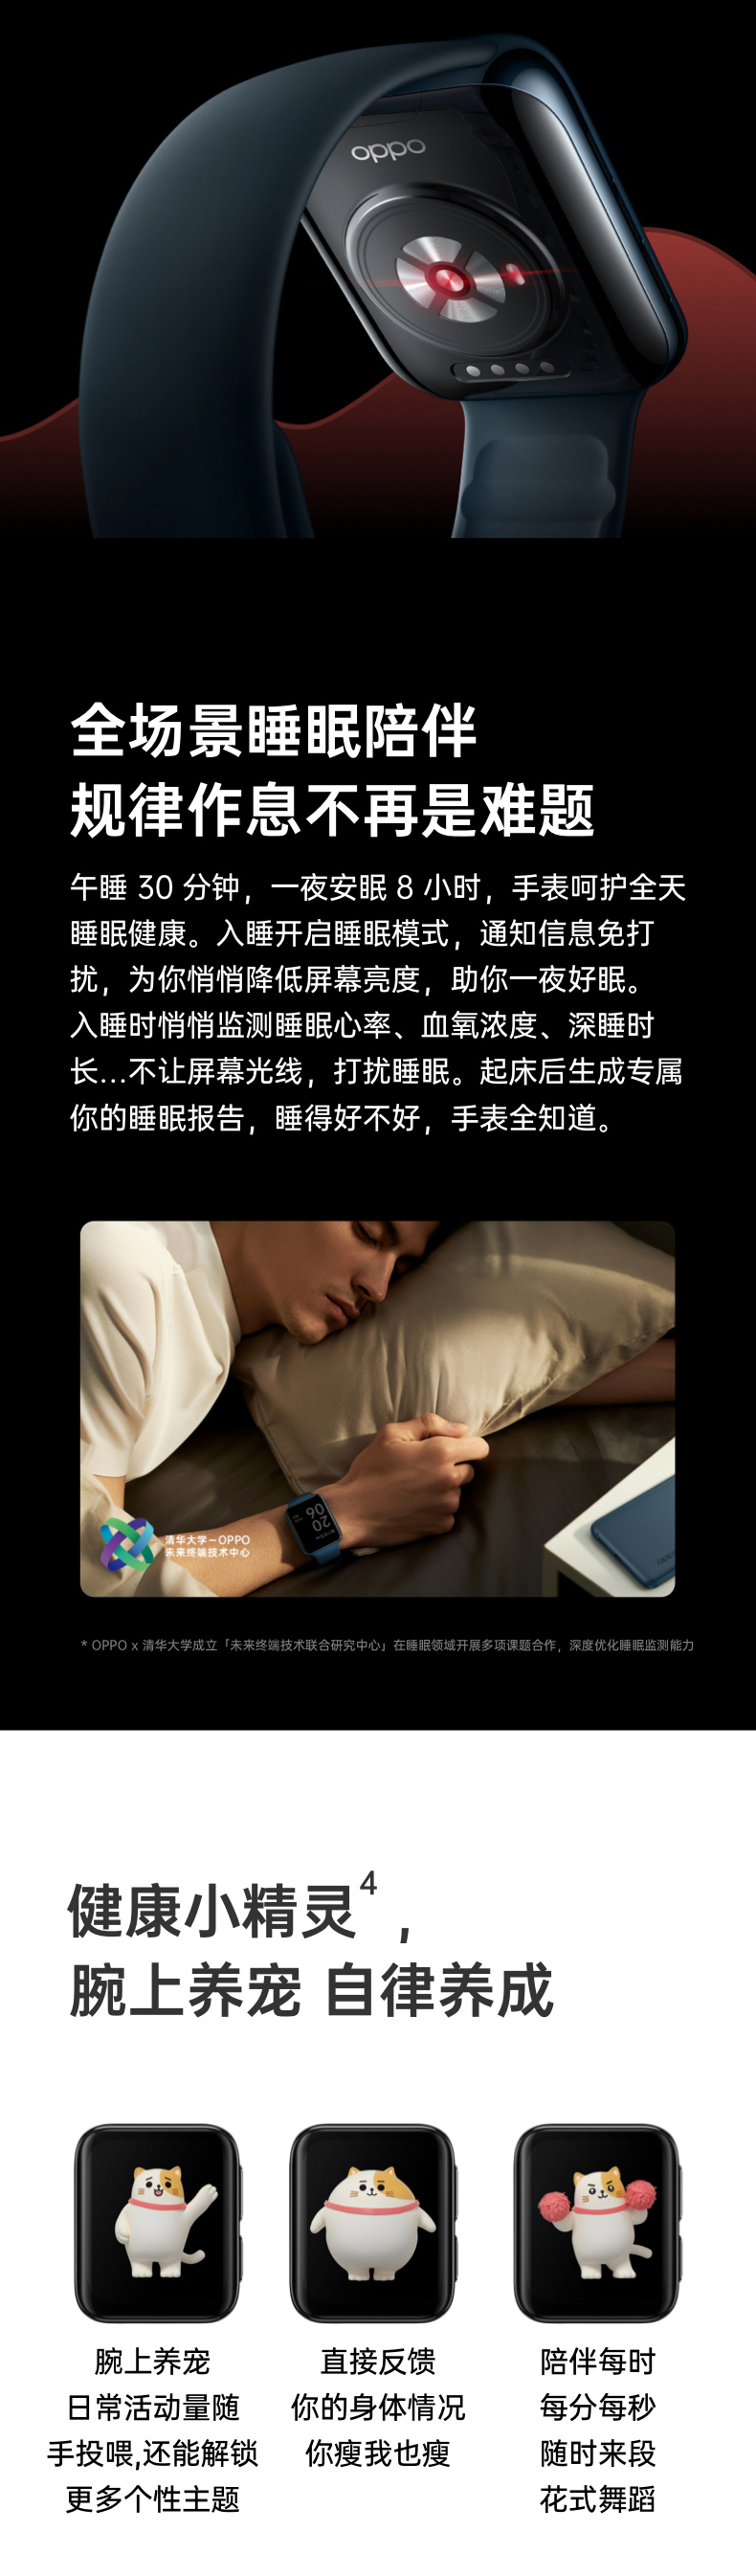 oppo
全场景睡眠陪伴
规律作息不再是难题
午睡 30 分钟，一夜安眠 8 小时，手表呵护全天
睡眠健康。入睡开启睡眠模式，通知信息免打
扰，为你悄悄降低屏幕亮度，助你一夜好眠。
入睡时悄悄监测睡眠心率、血氧浓度、深睡时
长...不让屏幕光线，打扰睡眠。起床后生成专属
你的睡眠报告，睡得好不好，手表全知道。
06
20
清华大学—OPPO
未来终端技术中心
* OPPO x 清华大学成立「未来终端技术联合研究中心」在睡眠领域开展多项课题合作，深度优化睡眠监测能力
健康小精灵4，
腕上养宠 自律养成
腕上养宠
日常活动量随
手投喂,还能解锁
更多个性主题
直接反馈
你的身体情况
你瘦我也瘦
陪伴每时
每分每秒
随时来段
花式舞蹈